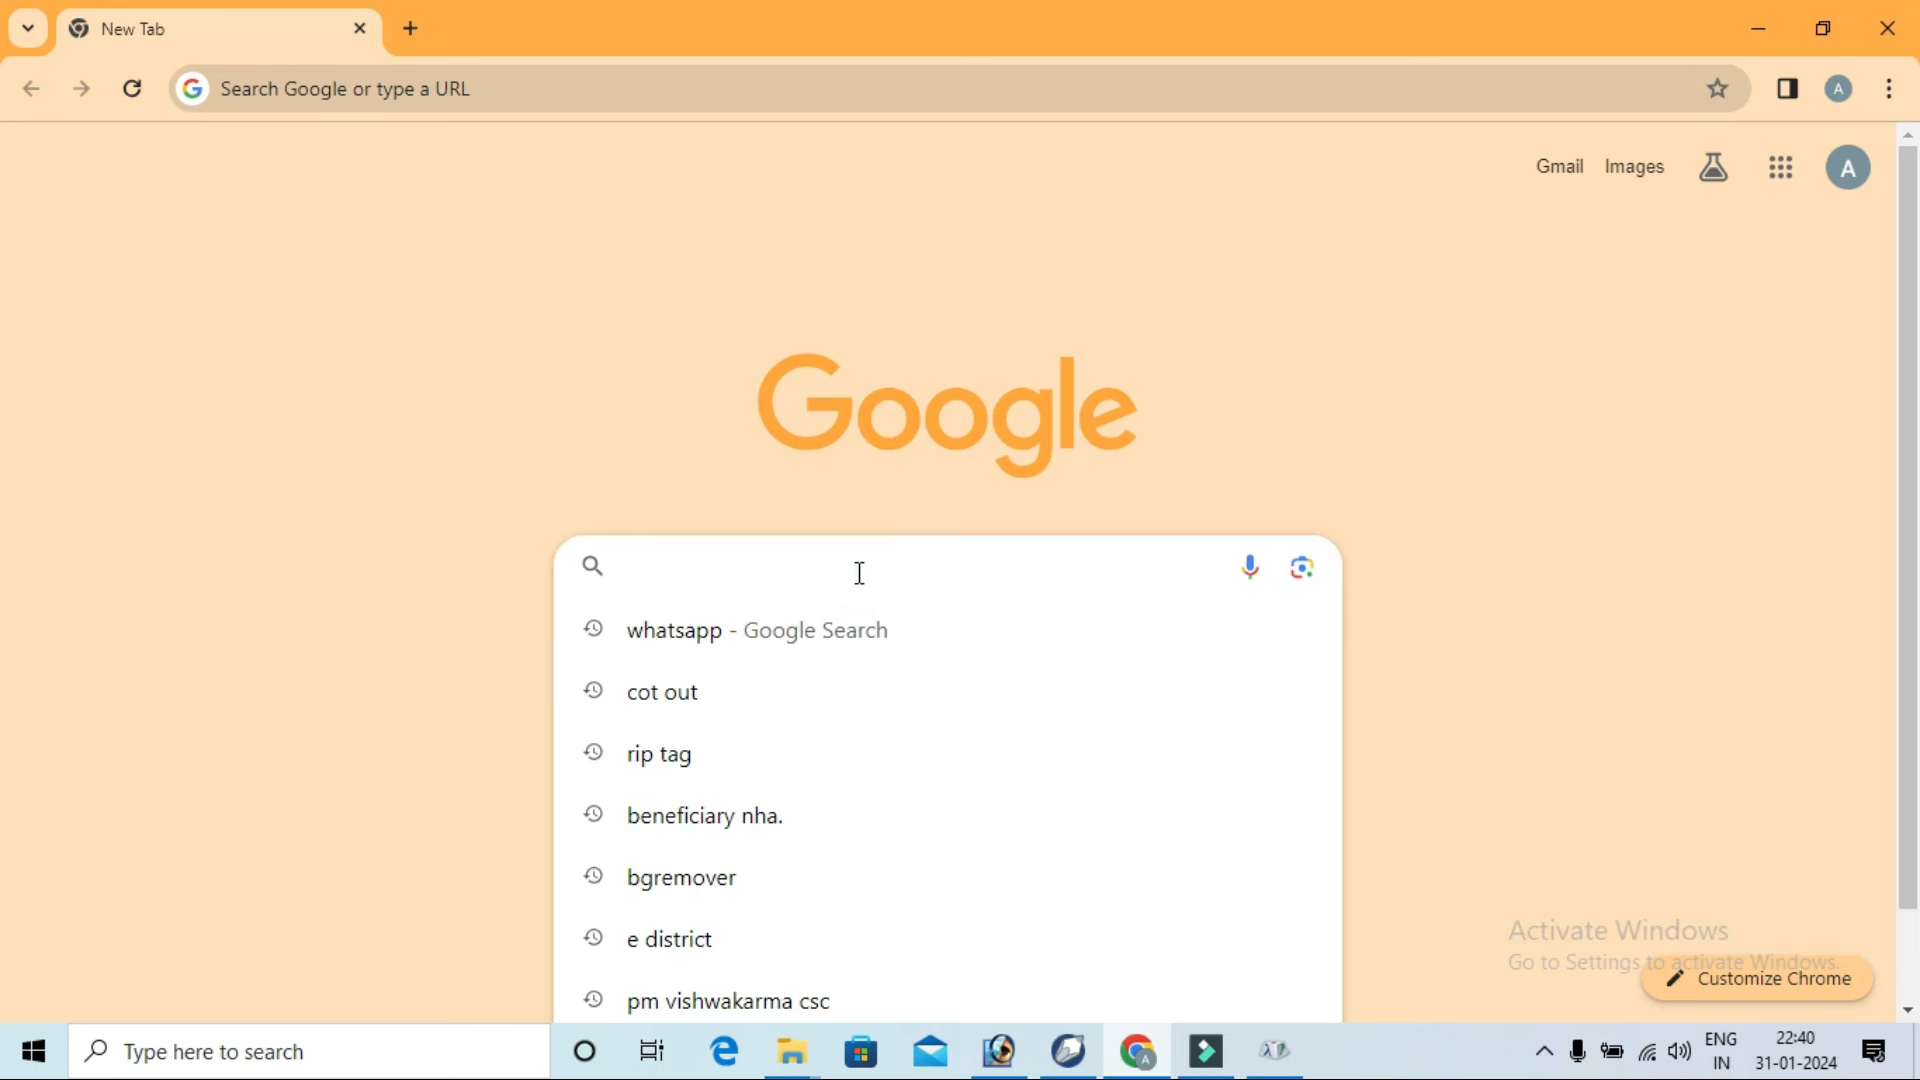 New Tab
Search Google or type a URL
Gmail Images A
Google
whatsapp - Google Search
cot out
rip tag
beneficiary nha.
bgremover
e district
pm vishwakarma csc
Activate Windows
Go to Settings to activate Windows.
Customize Chrome
Type here to search
ENG
IN
22:40
31-01-2024